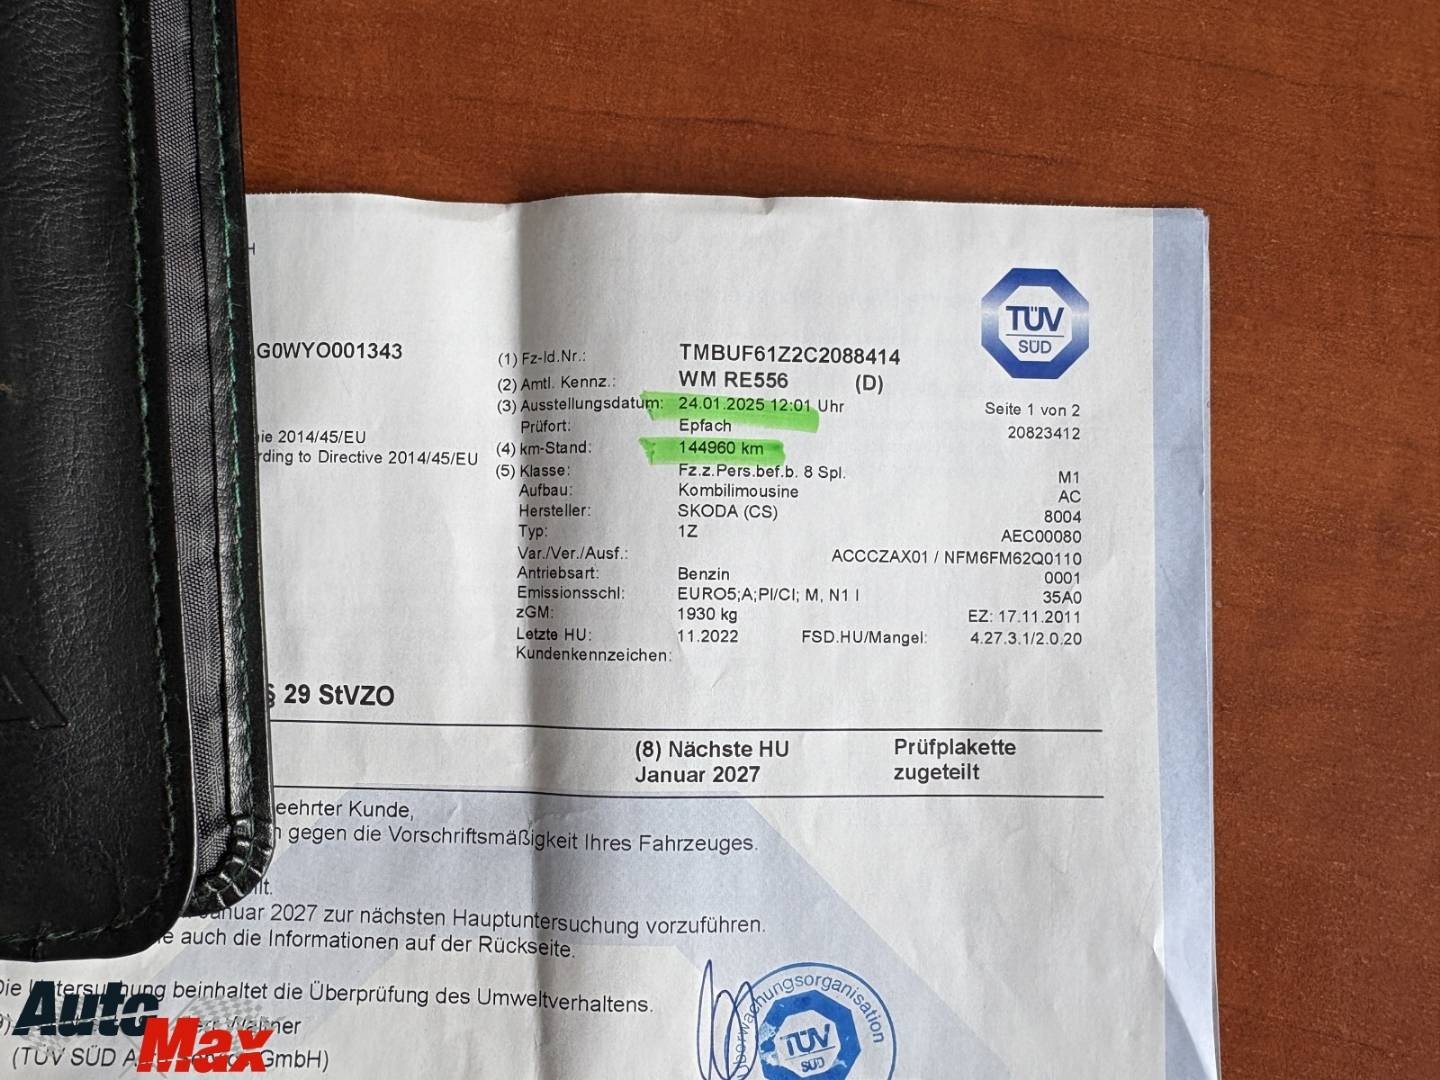 H
G0WYO001343
(1) Fz-Id.Nr.: TMBUF61Z2C2088414
(2) Amtl. Kennz.: WM RE556 (D)
(3) Ausstellungsdatum: 24.01.2025 12:01 Uhr
Prüfort: Epfach
(4) km-Stand: 144960 km
(5) Klasse: Fz.z.Pers.bef.b. 8 Spl. M1
Aufbau: Kombilimousine AC
Hersteller: SKODA (CS) 8004
Typ: 1Z AEC00080
Var./Ver./Ausf.: ACCCZAX01 / NFM6FM62Q0110
Antriebsart: Benzin 0001
Emissionsschl: EURO5;A;PI/CI; M, N1 I 35A0
zGM: 1930 kg EZ: 17.11.2011
Letzte HU: 11.2022 FSD.HU/Mangel: 4.27.3.1/2.0.20
Kundenkennzeichen:
TÜV
SÜD
Seite 1 von 2
20823412
ie 2014/45/EU
rding to Directive 2014/45/EU
§ 29 StVZO
(8) Nächste HU
Januar 2027
Prüfplakette
zugeteilt
eehrter Kunde,
n gegen die Vorschriftsmäßigkeit Ihres Fahrzeuges.
lt.
Januar 2027 zur nächsten Hauptuntersuchung vorzuführen.
e auch die Informationen auf der Rückseite.
Die Untersuchung beinhaltet die Überprüfung des Umweltverhaltens.
(TÜV SÜD A GmbH)
Überwachungsorganisation
TÜV
SÜD
Auto
Max